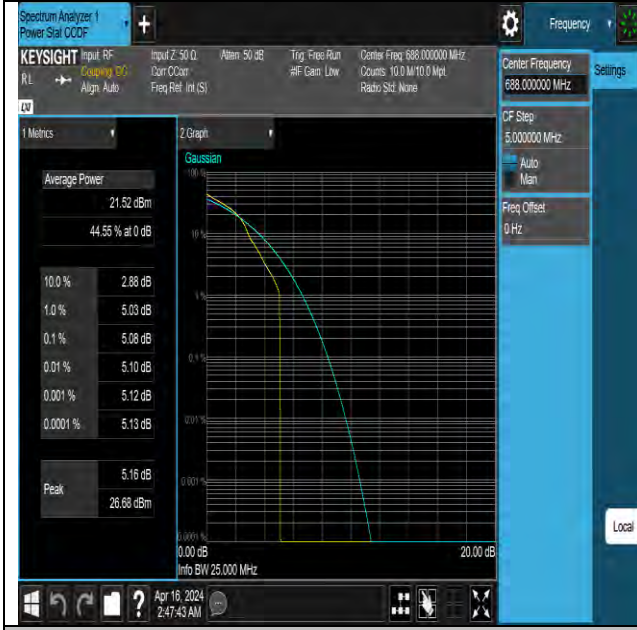 Spectrum Analyzer 1
Power Stat CCDF
+
Frequency
KEYSIGHT
RL
Input: RF
Coupling: DC
Align: Auto
Input Z: 50 Ω
Corr CCorr
Freq Ref: Int (S)
Atten: 50 dB
Trig: Free Run
#IF Gain: Low
Center Freq: 688.000000 MHz
Counts: 10.0 M/10.0 Mpt
Radio Std: None
Center Frequency
688.000000 MHz
Settings
CF Step
5.000000 MHz
Auto
Man
Freq Offset
0 Hz
1 Metrics
2 Graph
Average Power
21.52 dBm
44.55 % at 0 dB
10.0 % 2.88 dB
1.0 % 5.03 dB
0.1 % 5.08 dB
0.01 % 5.10 dB
0.001 % 5.12 dB
0.0001 % 5.13 dB
Peak 5.16 dB
26.68 dBm
Gaussian
100 %
10 %
1 %
0.1 %
0.01 %
0.001 %
0.0001 %
0.00 dB
20.00 dB
Info BW 25.000 MHz
Local
?
Apr 16, 2024
2:47:43 AM